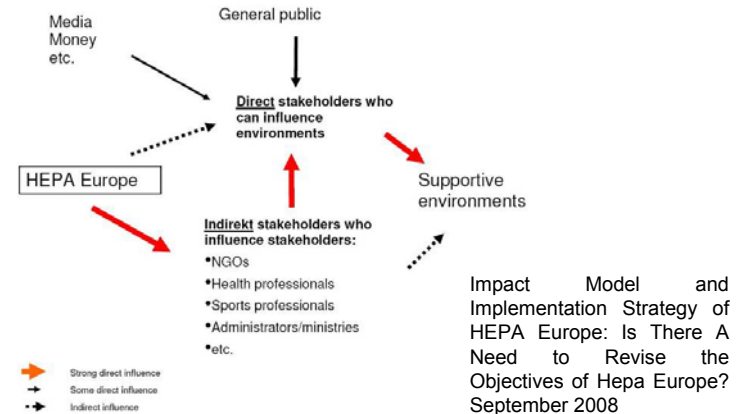 Media
Money
etc.
General public
Direct stakeholders who
can influence
environments
HEPA Europe
Supportive
environments
Indirekt stakeholders who
influence stakeholders:
•NGOs
•Health professionals
•Sports professionals
•Administrators/ministries
•etc.
Strong direct influence
Some direct influence
Indirect influence
Impact Model and
Implementation Strategy of
HEPA Europe: Is There A
Need to Revise the
Objectives of Hepa Europe?
September 2008